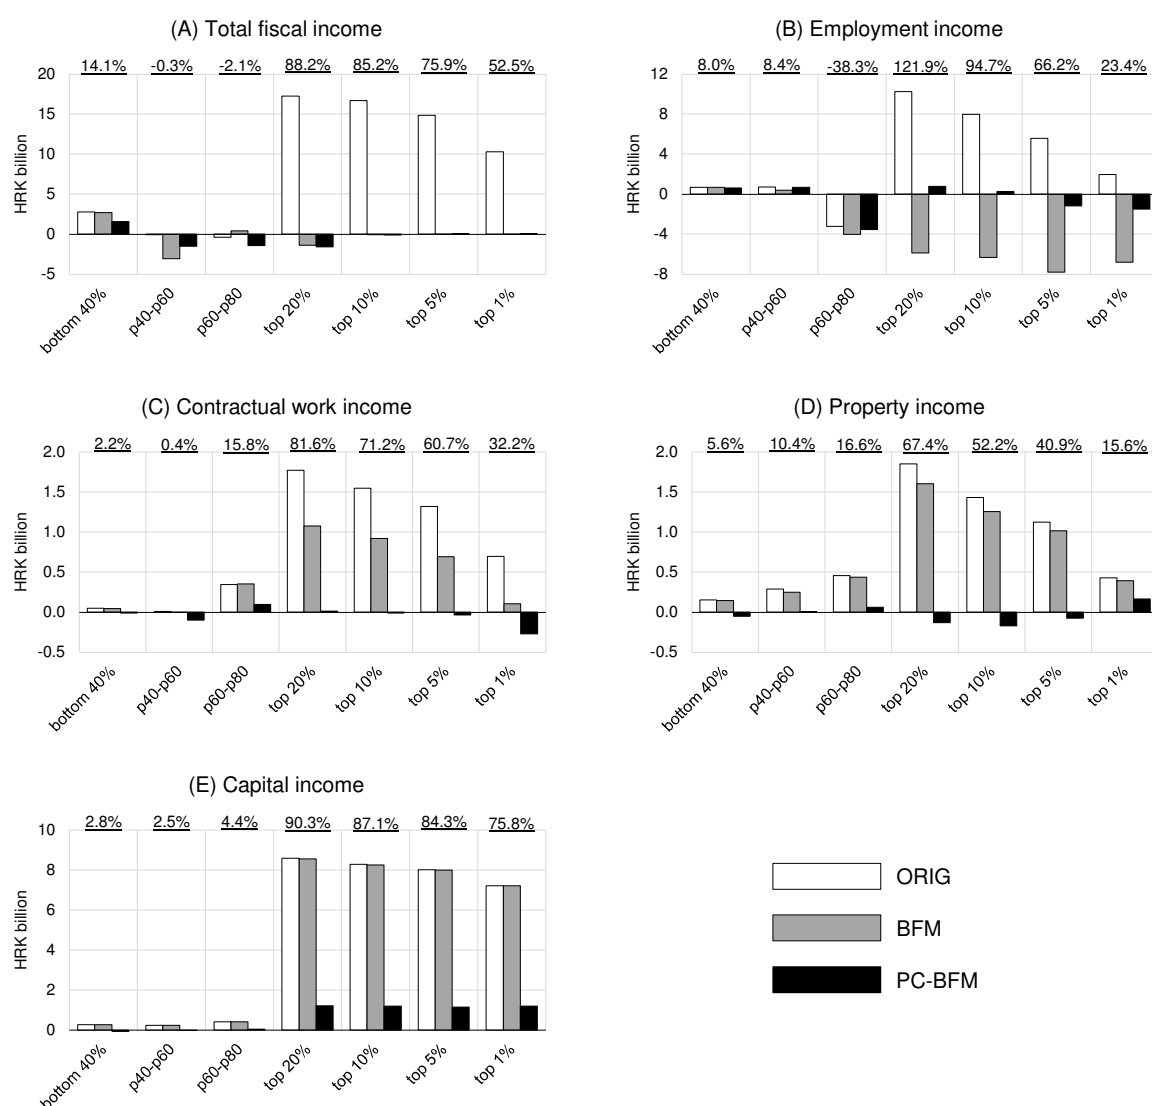 (A) Total fiscal income
14.1% -0.3% -2.1% 88.2% 85.2% 75.9% 52.5%
20
15
10
5
0
-5
HRK billion
bottom 40% p40-p60 p60-p80 top 20% top 10% top 5% top 1%
(B) Employment income
8.0% 8.4% -38.3% 121.9% 94.7% 66.2% 23.4%
12
8
4
0
-4
-8
HRK billion
bottom 40% p40-p60 p60-p80 top 20% top 10% top 5% top 1%
(C) Contractual work income
2.2% 0.4% 15.8% 81.6% 71.2% 60.7% 32.2%
2.0
1.5
1.0
0.5
0.0
-0.5
HRK billion
bottom 40% p40-p60 p60-p80 top 20% top 10% top 5% top 1%
(D) Property income
5.6% 10.4% 16.6% 67.4% 52.2% 40.9% 15.6%
2.0
1.5
1.0
0.5
0.0
-0.5
HRK billion
bottom 40% p40-p60 p60-p80 top 20% top 10% top 5% top 1%
(E) Capital income
2.8% 2.5% 4.4% 90.3% 87.1% 84.3% 75.8%
10
8
6
4
2
0
HRK billion
bottom 40% p40-p60 p60-p80 top 20% top 10% top 5% top 1%
ORIG
BFM
PC-BFM